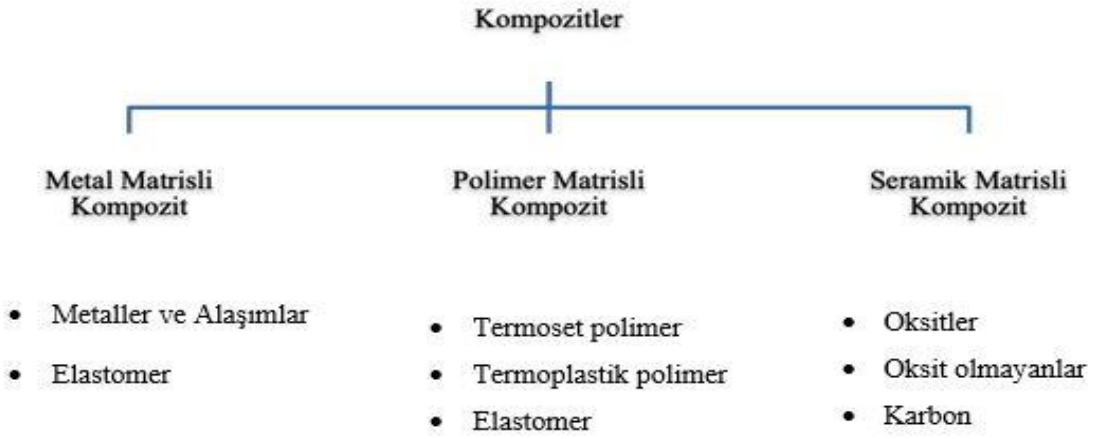 Kompozitler
Metal Matrisli
Kompozit
Polimer Matrisli
Kompozit
Seramik Matrisli
Kompozit
• Metaller ve Alaşımlar
• Elastomer
• Termoset polimer
• Termoplastik polimer
• Elastomer
• Oksitler
• Oksit olmayanlar
• Karbon